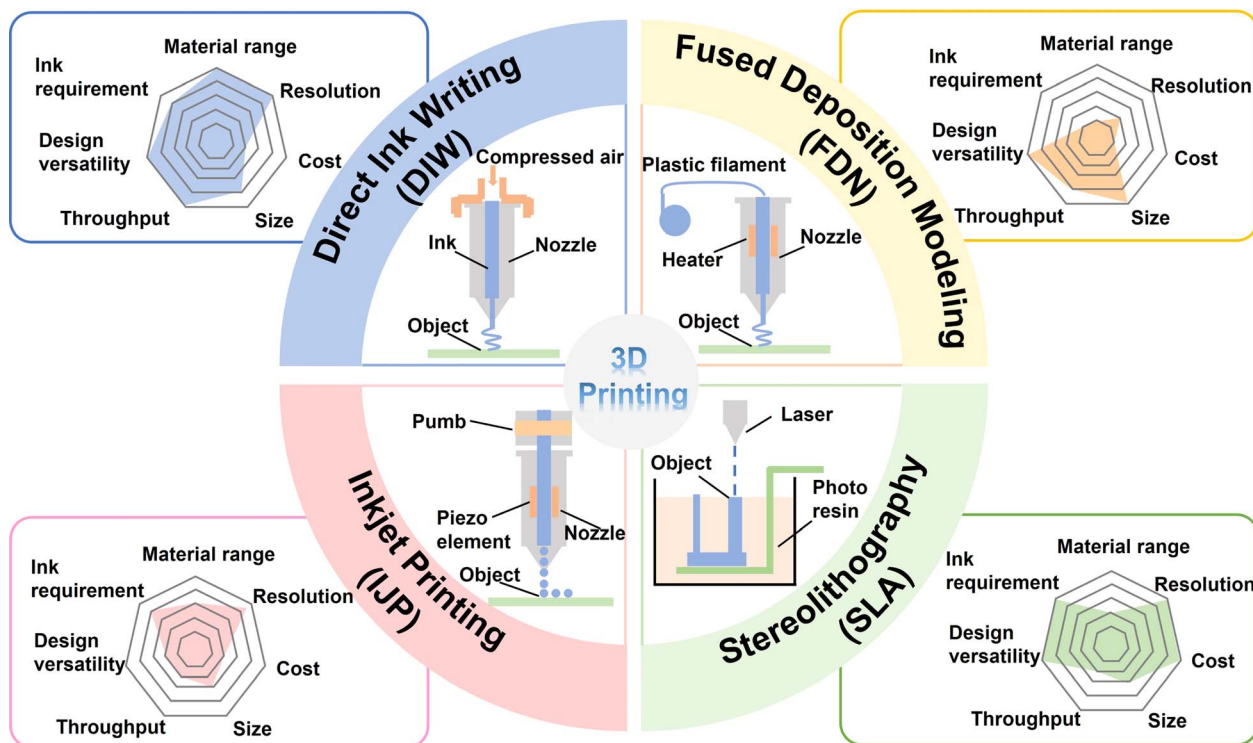 Material range
Ink
requirement
Resolution
Design
versatility
Cost
Throughput
Size
Direct Ink Writing
(DIW)
Compressed air
Ink
Nozzle
Object
Fused Deposition Modeling
(FDN)
Plastic filament
Heater
Nozzle
Object
Material range
Ink
requirement
Resolution
Design
versatility
Cost
Throughput
Size
3D
Printing
Inkjet Printing
(IJP)
Pumb
Piezo
element
Nozzle
Object
Material range
Ink
requirement
Resolution
Design
versatility
Cost
Throughput
Size
Stereolithography
(SLA)
Laser
Object
Photo
resin
Material range
Ink
requirement
Resolution
Design
versatility
Cost
Throughput
Size